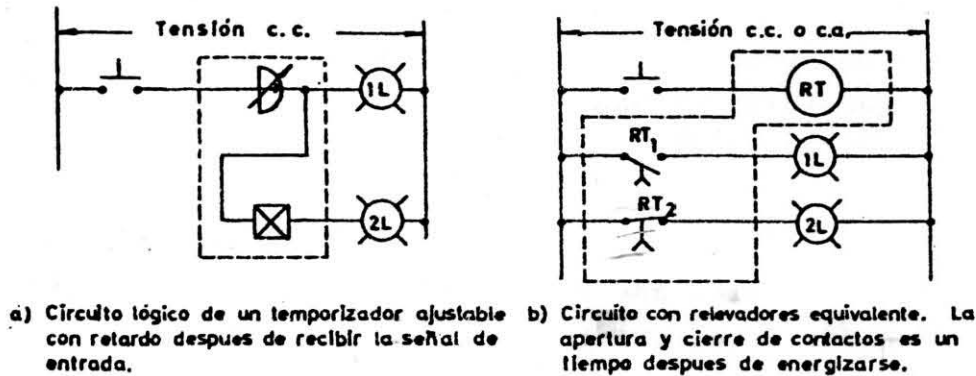 Tensión c.c.
1L
2L
a) Circuito lógico de un temporizador ajustable
con retardo despues de recibir la señal de
entrada.
Tensión c.c. o c.a.
RT
RT1
1L
RT2
2L
b) Circuito con relevadores equivalente. La
apertura y cierre de contactos es un
tiempo despues de energizarse.